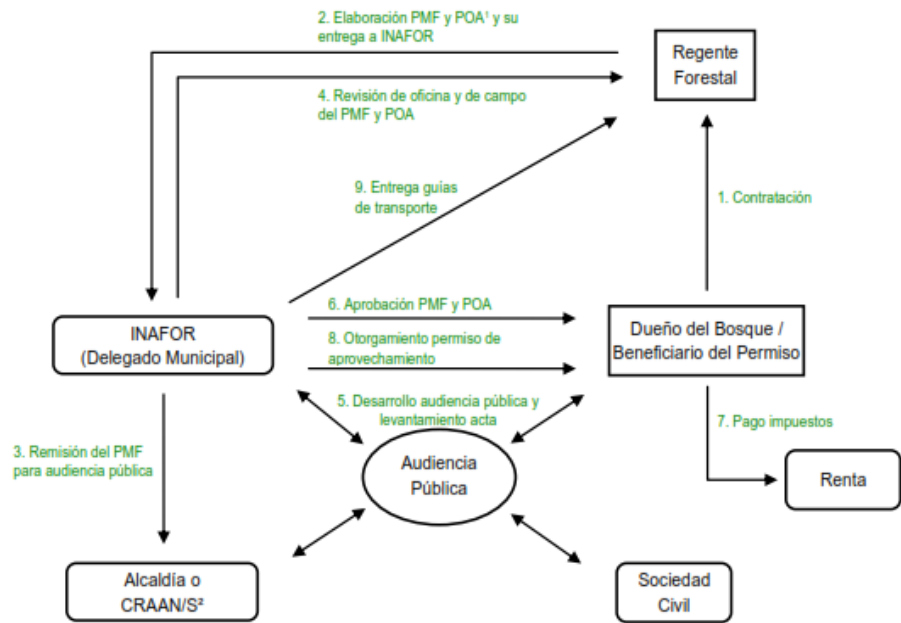 2. Elaboración PMF y POA¹ y su
entrega a INAFOR
Regente
Forestal
4. Revisión de oficina y de campo
del PMF y POA
9. Entrega guías
de transporte
1. Contratación
6. Aprobación PMF y POA
INAFOR
(Delegado Municipal)
8. Otorgamiento permiso de
aprovechamiento
Dueño del Bosque /
Beneficiario del Permiso
5. Desarrollo audiencia pública y
levantamiento acta
7. Pago impuestos
3. Remisión del PMF
para audiencia pública
Audiencia
Pública
Renta
Alcaldía o
CRAAN/S²
Sociedad
Civil